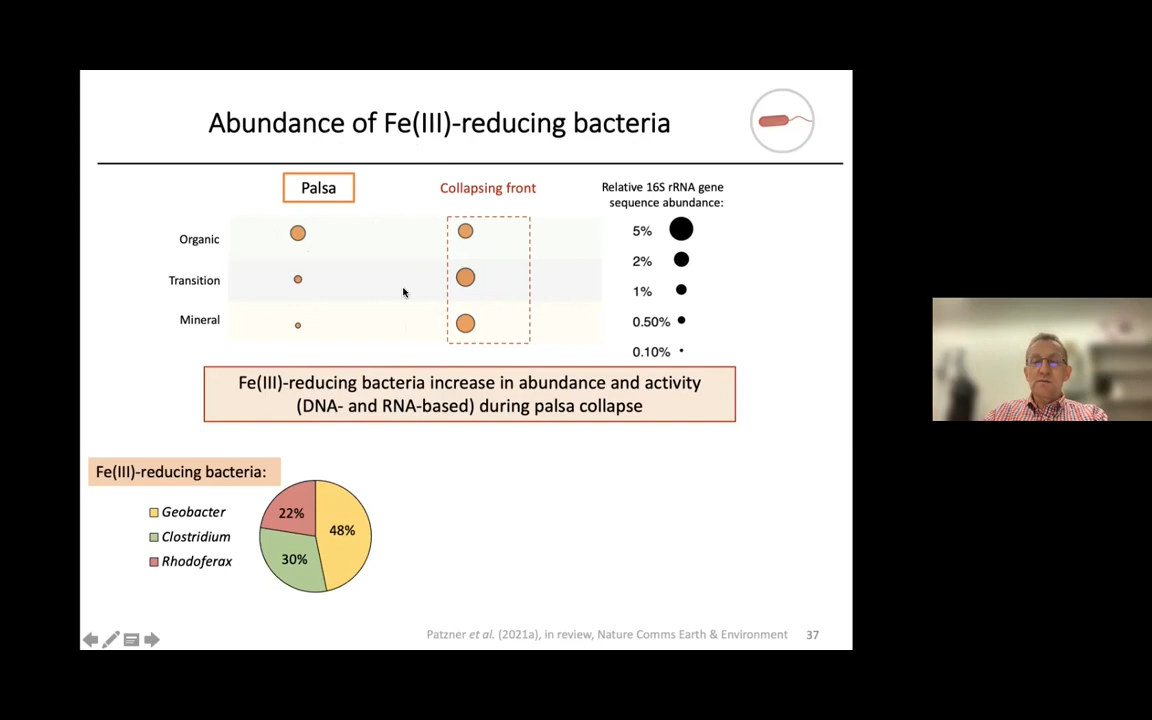 Abundance of Fe(III)-reducing bacteria
Palsa
Collapsing front
Relative 16S rRNA gene
sequence abundance:
Organic
Transition
Mineral
5%
2%
1%
0.50%
0.10%
Fe(III)-reducing bacteria increase in abundance and activity
(DNA- and RNA-based) during palsa collapse
Fe(III)-reducing bacteria:
Geobacter
Clostridium
Rhodoferax
22%
48%
30%
Patzner et al. (2021a), in review, Nature Comms Earth & Environment
37